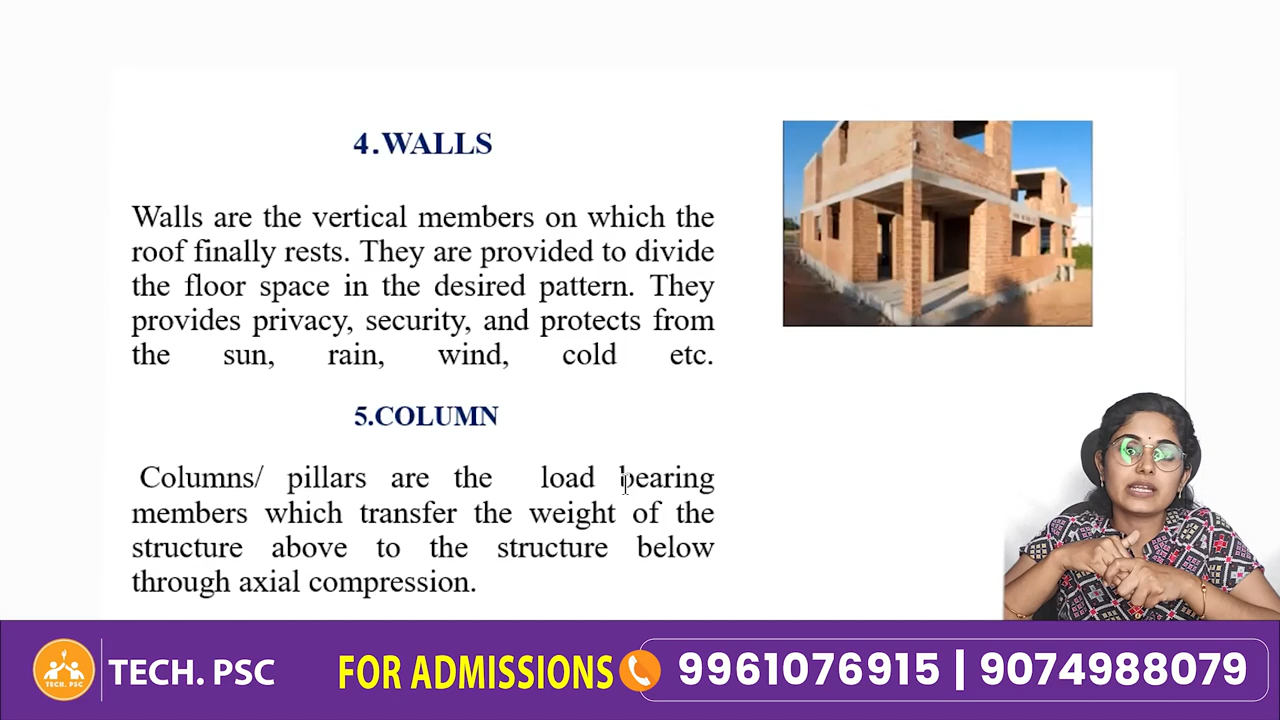 4.WALLS
Walls are the vertical members on which the
roof finally rests. They are provided to divide
the floor space in the desired pattern. They
provides privacy, security, and protects from
the sun, rain, wind, cold etc.
5.COLUMN
Columns/ pillars are the load bearing
members which transfer the weight of the
structure above to the structure below
through axial compression.
TECH. PSC
TECH. PSC
FOR ADMISSIONS
9961076915 | 9074988079